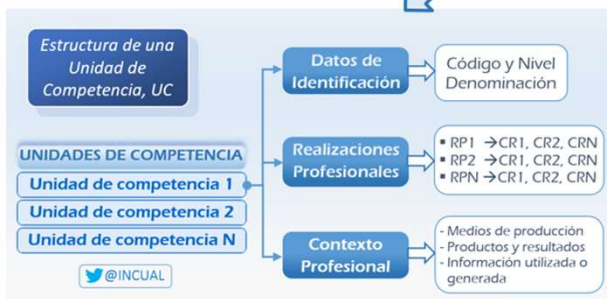 Estructura de una
Unidad de
Competencia, UC
UNIDADES DE COMPETENCIA
Unidad de competencia 1
Unidad de competencia 2
Unidad de competencia N
@INCUAL
Datos de
Identificación
Código y Nivel
Denominación
Realizaciones
Profesionales
▪ RP1 →CR1, CR2, CRN
▪ RP2 →CR1, CR2, CRN
▪ RPN →CR1, CR2, CRN
Contexto
Profesional
- Medios de producción
- Productos y resultados
- Información utilizada o
generada